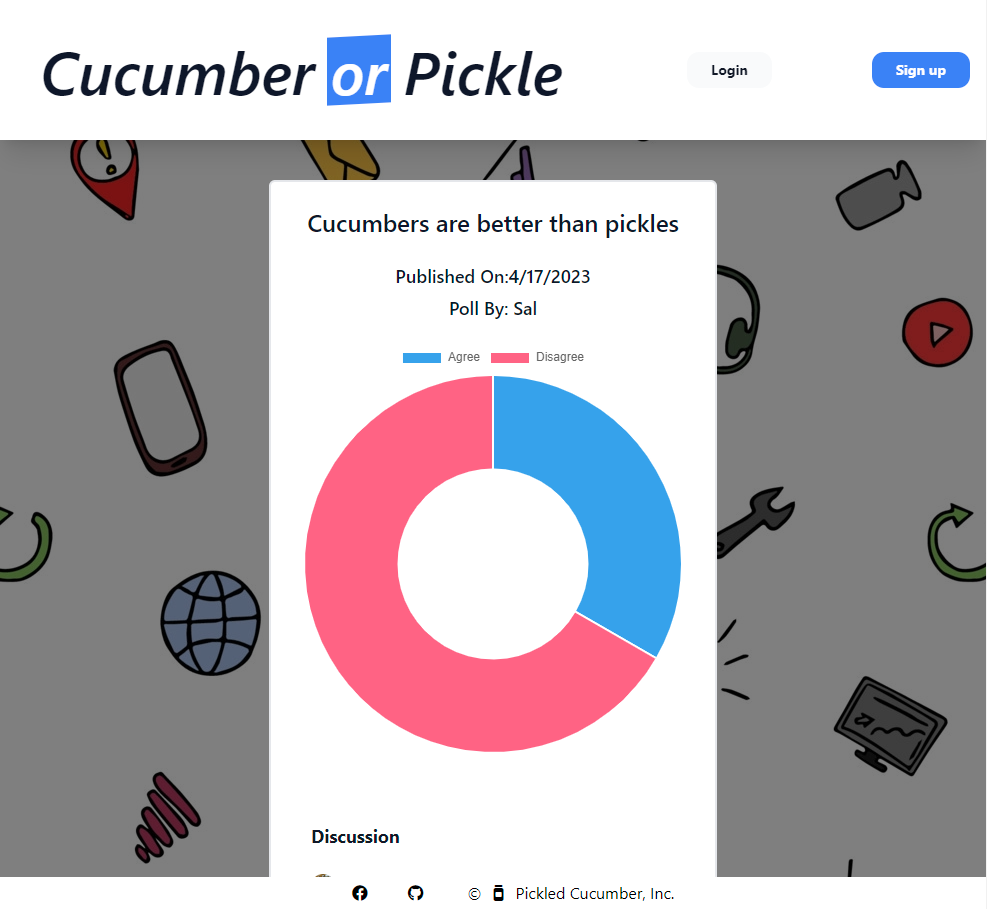 Cucumber or Pickle
Login
Sign up
Cucumbers are better than pickles
Published On:4/17/2023
Poll By: Sal
Agree Disagree
Discussion
© Pickled Cucumber, Inc.